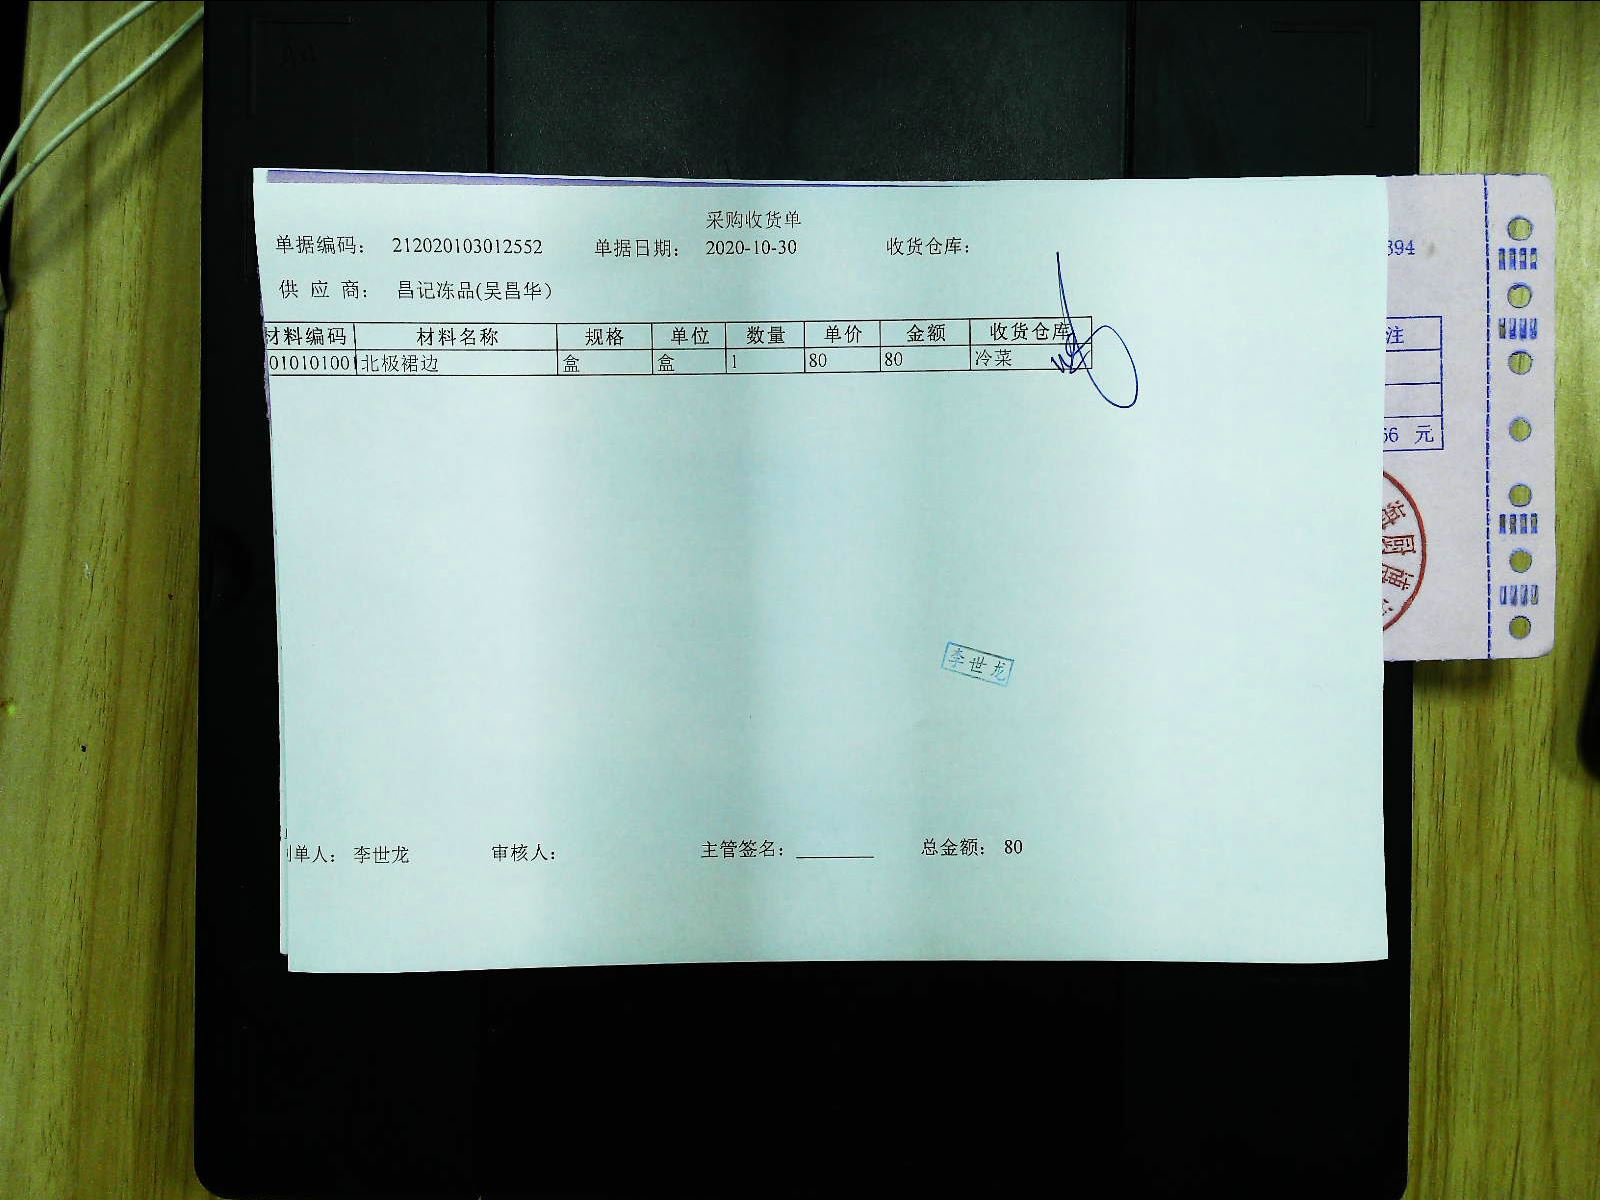 采购收货单
单据编码： 212020103012552 单据日期： 2020-10-30 收货仓库：
供 应 商： 昌记冻品(吴昌华）
材料编码 材料名称 规格 单位 数量 单价 金额 收货仓库
01010100 北极裙边 盒 盒 1 80 80 冷菜
李世龙
单人： 李世龙 审核人： 主管签名： 总金额： 80
394
注
66 元